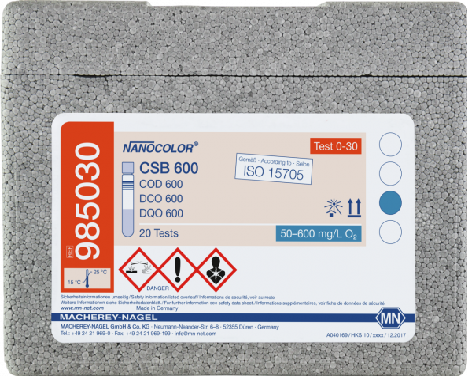 NANOCOLOR®
Test 0-30
REF
985030
CSB 600
COD 600
DCO 600
DQO 600
20 Tests
Gemäß · According to · Selon
ISO 15705
50–600 mg/L O₂
DANGER
Made in Germany
www.mn-net.com
MACHEREY-NAGEL
MACHEREY-NAGEL GmbH & Co. KG · Neumann-Neander-Str. 6-8 · 52355 Düren · Germany
MN